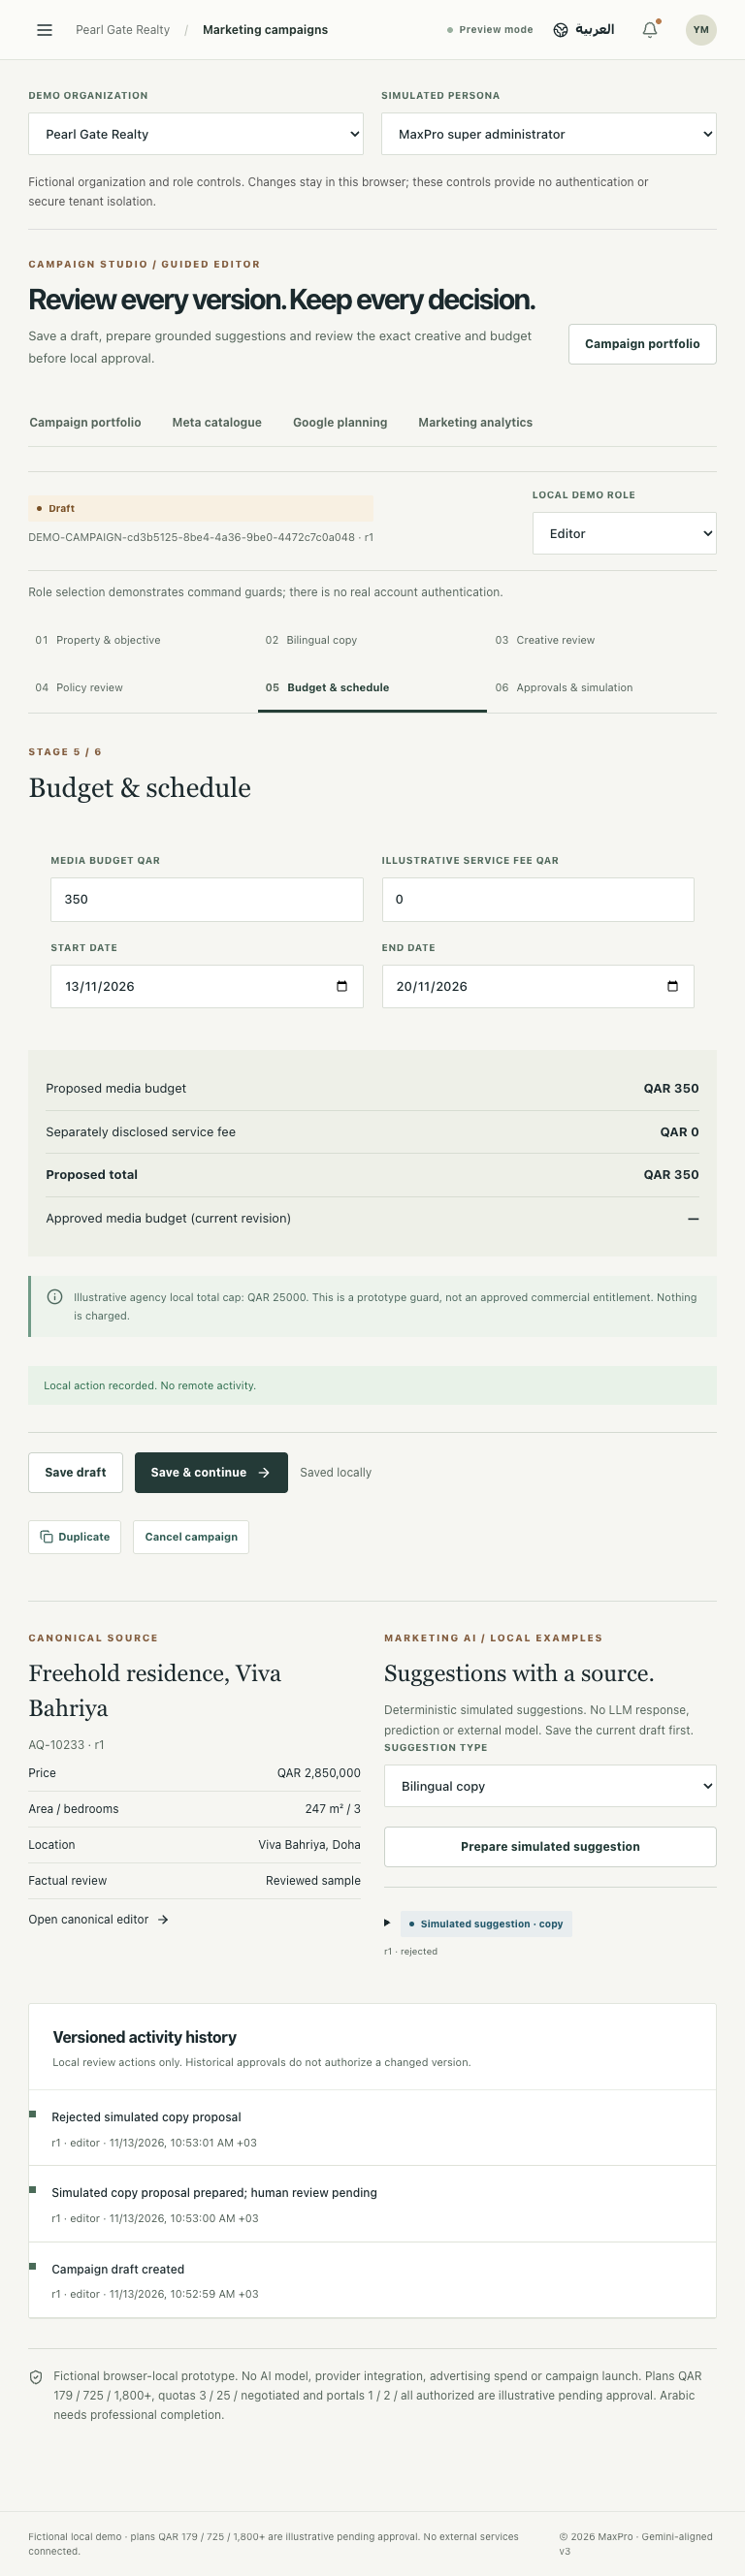 Pearl Gate Realty / Marketing campaigns
Preview mode
العربية
YM
DEMO ORGANIZATION
Pearl Gate Realty
SIMULATED PERSONA
MaxPro super administrator
Fictional organization and role controls. Changes stay in this browser; these controls provide no authentication or
secure tenant isolation.
CAMPAIGN STUDIO / GUIDED EDITOR
Review every version. Keep every decision.
Save a draft, prepare grounded suggestions and review the exact creative and budget
before local approval.
Campaign portfolio
Campaign portfolio
Meta catalogue
Google planning
Marketing analytics
Draft
DEMO-CAMPAIGN-cd3b5125-8be4-4a36-9be0-4472c7c0a048 · r1
LOCAL DEMO ROLE
Editor
Role selection demonstrates command guards; there is no real account authentication.
01 Property & objective
02 Bilingual copy
03 Creative review
04 Policy review
05 Budget & schedule
06 Approvals & simulation
STAGE 5 / 6
Budget & schedule
MEDIA BUDGET QAR
350
ILLUSTRATIVE SERVICE FEE QAR
0
START DATE
13/11/2026
END DATE
20/11/2026
Proposed media budget QAR 350
Separately disclosed service fee QAR 0
Proposed total QAR 350
Approved media budget (current revision) —
Illustrative agency local total cap: QAR 25000. This is a prototype guard, not an approved commercial entitlement. Nothing
is charged.
Local action recorded. No remote activity.
Save draft
Save & continue
Saved locally
Duplicate
Cancel campaign
CANONICAL SOURCE
Freehold residence, Viva
Bahriya
AQ-10233 · r1
Price QAR 2,850,000
Area / bedrooms 247 m² / 3
Location Viva Bahriya, Doha
Factual review Reviewed sample
Open canonical editor
MARKETING AI / LOCAL EXAMPLES
Suggestions with a source.
Deterministic simulated suggestions. No LLM response,
prediction or external model. Save the current draft first.
SUGGESTION TYPE
Bilingual copy
Prepare simulated suggestion
Simulated suggestion · copy
r1 · rejected
Versioned activity history
Local review actions only. Historical approvals do not authorize a changed version.
Rejected simulated copy proposal
r1 · editor · 11/13/2026, 10:53:01 AM +03
Simulated copy proposal prepared; human review pending
r1 · editor · 11/13/2026, 10:53:00 AM +03
Campaign draft created
r1 · editor · 11/13/2026, 10:52:59 AM +03
Fictional browser-local prototype. No AI model, provider integration, advertising spend or campaign launch. Plans QAR
179 / 725 / 1,800+, quotas 3 / 25 / negotiated and portals 1 / 2 / all authorized are illustrative pending approval. Arabic
needs professional completion.
Fictional local demo · plans QAR 179 / 725 / 1,800+ are illustrative pending approval. No external services
connected.
© 2026 MaxPro · Gemini-aligned
v3